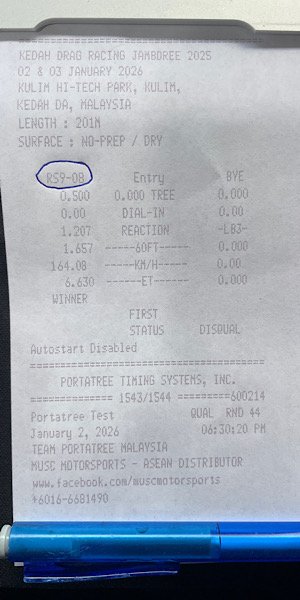 KEDAH DRAG RACING JAMBOREE 2025
02 & 03 JANUARY 2026
KULIM HI-TECH PARK, KULIM,
KEDAH DA, MALAYSIA
LENGTH : 201M
SURFACE : NO-PREP / DRY
RS9-08 Entry BYE
0.500 0.000 TREE 0.000
0.00 DIAL-IN 0.00
1.207 REACTION -LB3-
1.657 ------60FT------ 0.000
164.08 ------KM/H----- 0.00
6.630 -------ET------- 0.000
WINNER
FIRST
STATUS DISQUAL
Autostart Disabled
PORTATREE TIMING SYSTEMS, INC.
============= 1543/1544 =========600214
Portatree Test QUAL RND 44
January 2, 2026 06:30:20 PM
TEAM PORTATREE MALAYSIA
MUSC MOTORSPORTS - ASEAN DISTRIBUTOR
www.facebook.com/muscmotorsports
+6016-6681490